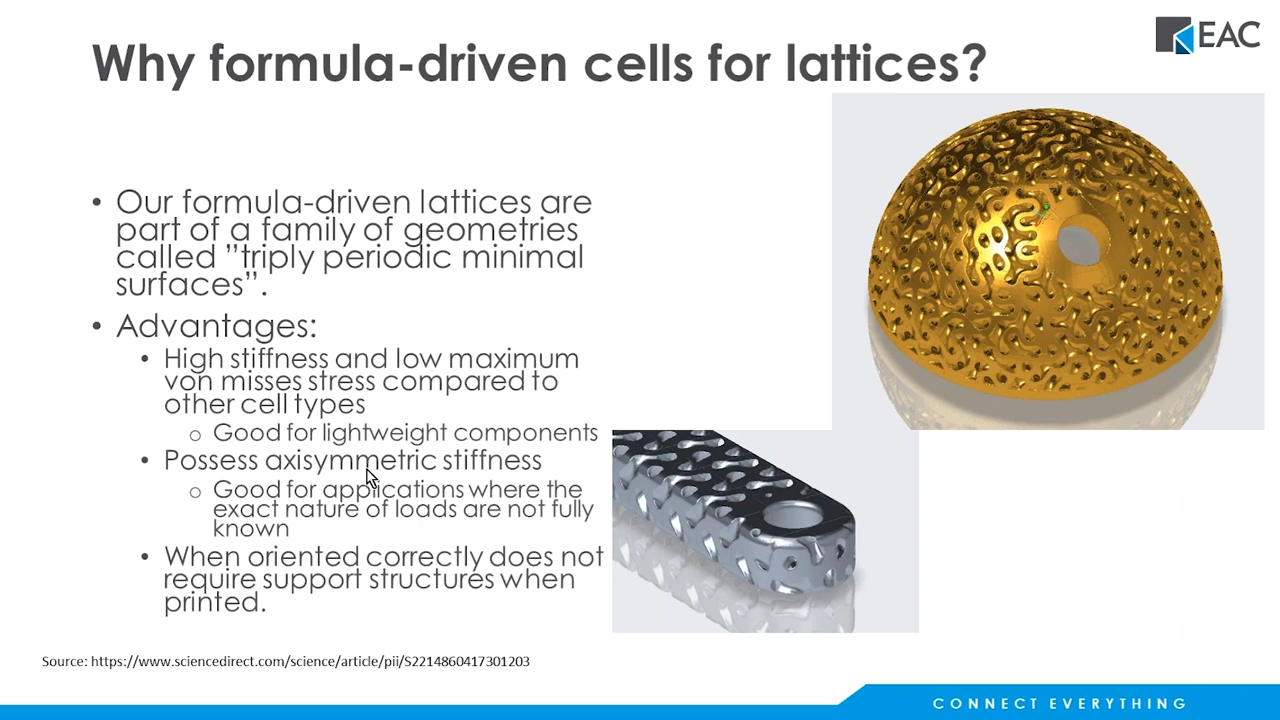 EAC
Why formula-driven cells for lattices?
• Our formula-driven lattices are
part of a family of geometries
called ”triply periodic minimal
surfaces”.
• Advantages:
• High stiffness and low maximum
von misses stress compared to
other cell types
o Good for lightweight components
• Possess axisymmetric stiffness
o Good for applications where the
exact nature of loads are not fully
known
• When oriented correctly does not
require support structures when
printed.
Source: https://www.sciencedirect.com/science/article/pii/S2214860417301203
CONNECT EVERYTHING